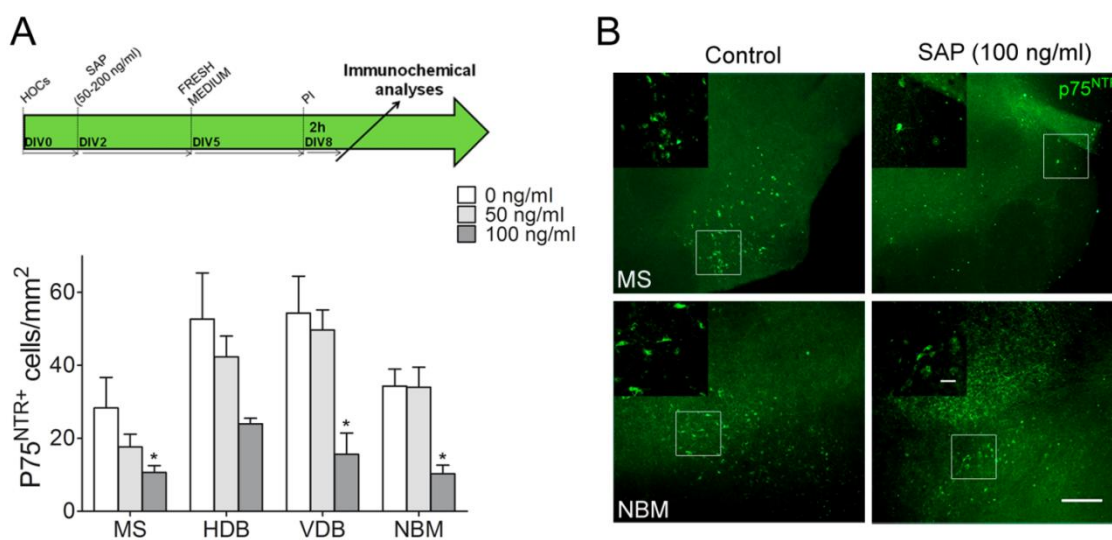 A
HOCs
SAP
(50-200 ng/ml)
FRESH
MEDIUM
PI
Immunochemical
analyses
2h
DIV0 DIV2 DIV5 DIV8
0 ng/ml
50 ng/ml
100 ng/ml
P75NTR+ cells/mm2
60
40
20
0
*
*
*
MS HDB VDB NBM
B
Control SAP (100 ng/ml)
p75NTR
MS
NBM